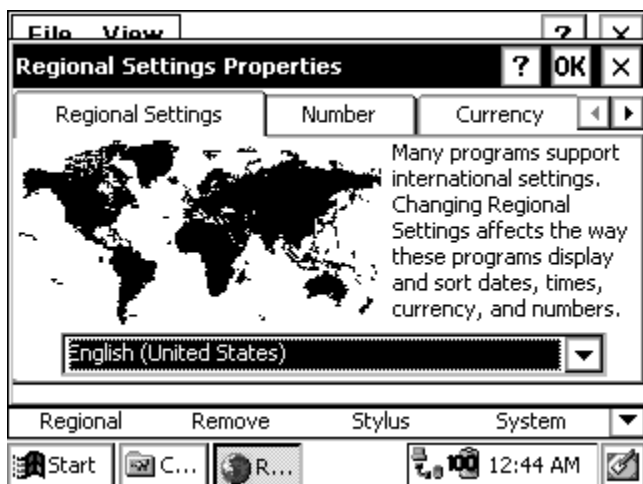 File View ? ×
Regional Settings Properties ? OK ×
Regional Settings Number Currency
Many programs support
international settings.
Changing Regional
Settings affects the way
these programs display
and sort dates, times,
currency, and numbers.
English (United States)
Regional Remove Stylus System
Start C... R... 100 12:44 AM